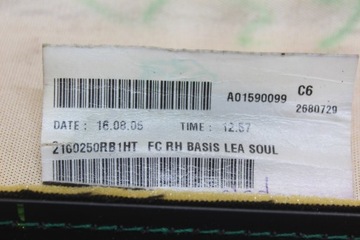 A01590099 C6
2680729
DATE : 16.08.05 TIME : 12.57
2160250RB1HT FC RH BASIS LEA SOUL